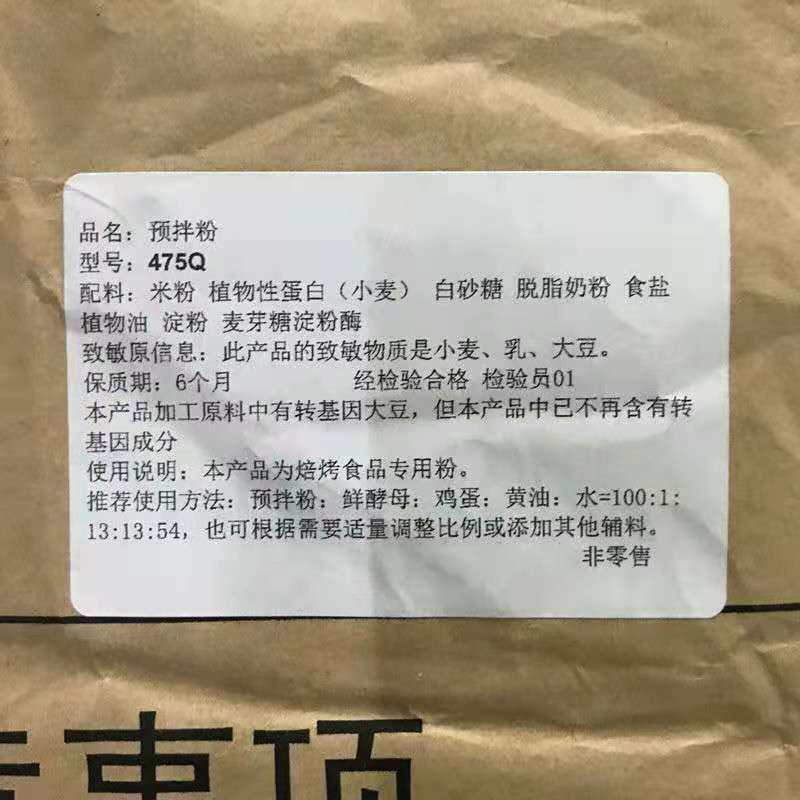 品名：预拌粉
型号：475Q
配料：米粉 植物性蛋白（小麦） 白砂糖 脱脂奶粉 食盐
植物油 淀粉 麦芽糖淀粉酶
致敏原信息：此产品的致敏物质是小麦、乳、大豆。
保质期：6个月 经检验合格 检验员01
本产品加工原料中有转基因大豆，但本产品中已不再含有转
基因成分
使用说明：本产品为焙烤食品专用粉。
推荐使用方法：预拌粉：鲜酵母：鸡蛋：黄油：水=100:1:
13:13:54，也可根据需要适量调整比例或添加其他辅料。
非零售
事项